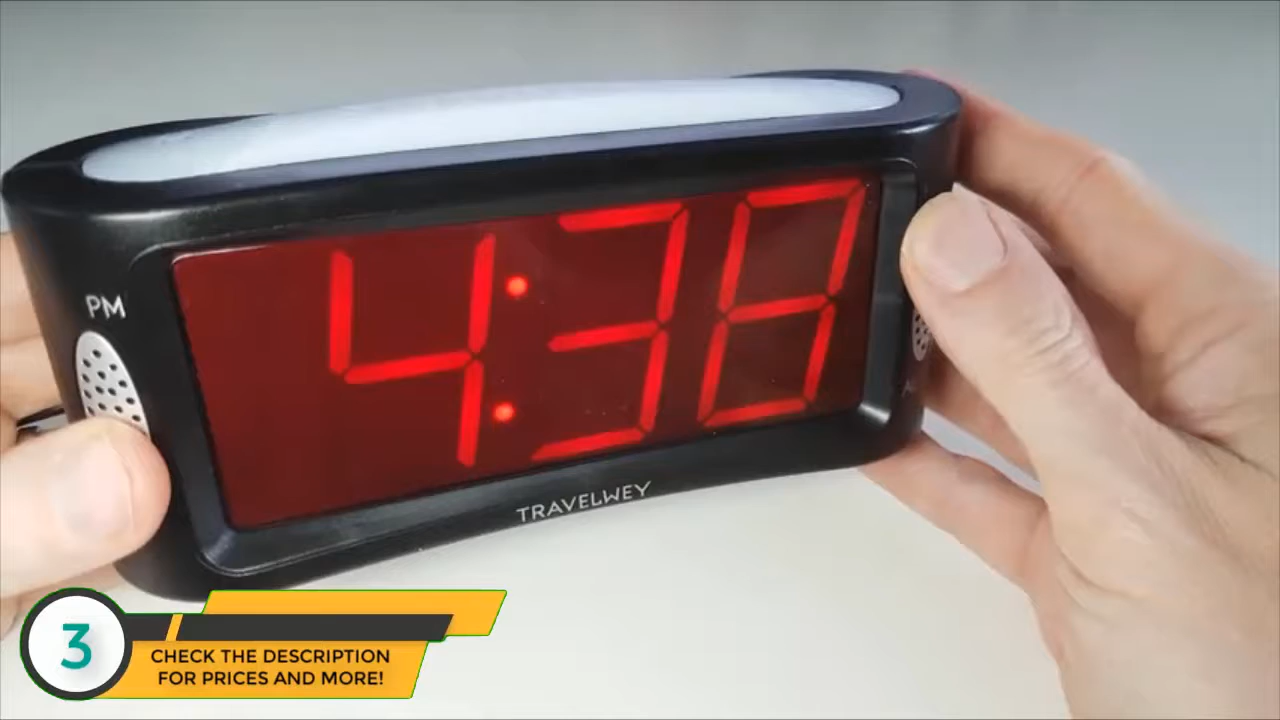 PM
4:38
TRAVELWEY
3
CHECK THE DESCRIPTION
FOR PRICES AND MORE!